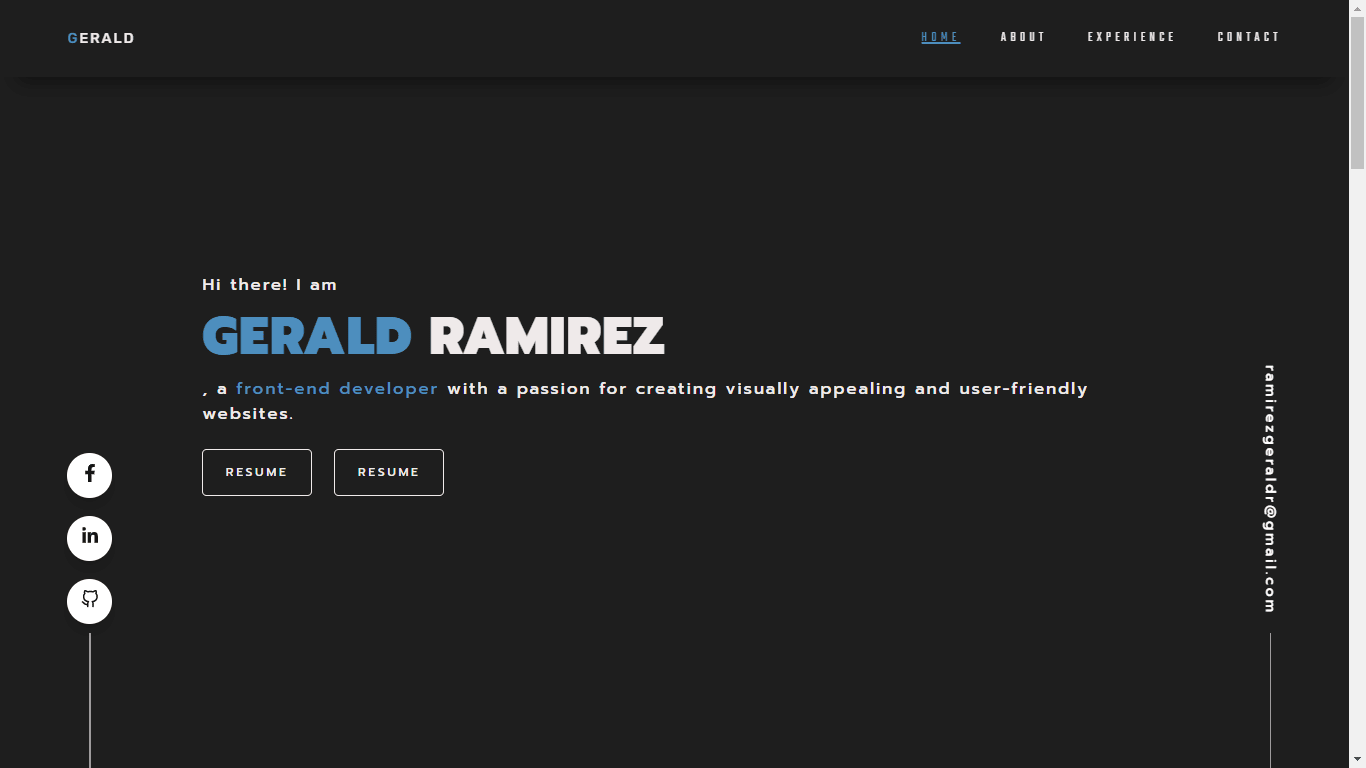 GERALD
HOME ABOUT EXPERIENCE CONTACT
Hi there! I am
GERALD RAMIREZ
, a front-end developer with a passion for creating visually appealing and user-friendly
websites.
RESUME RESUME
ramirezgeraldr@gmail.com